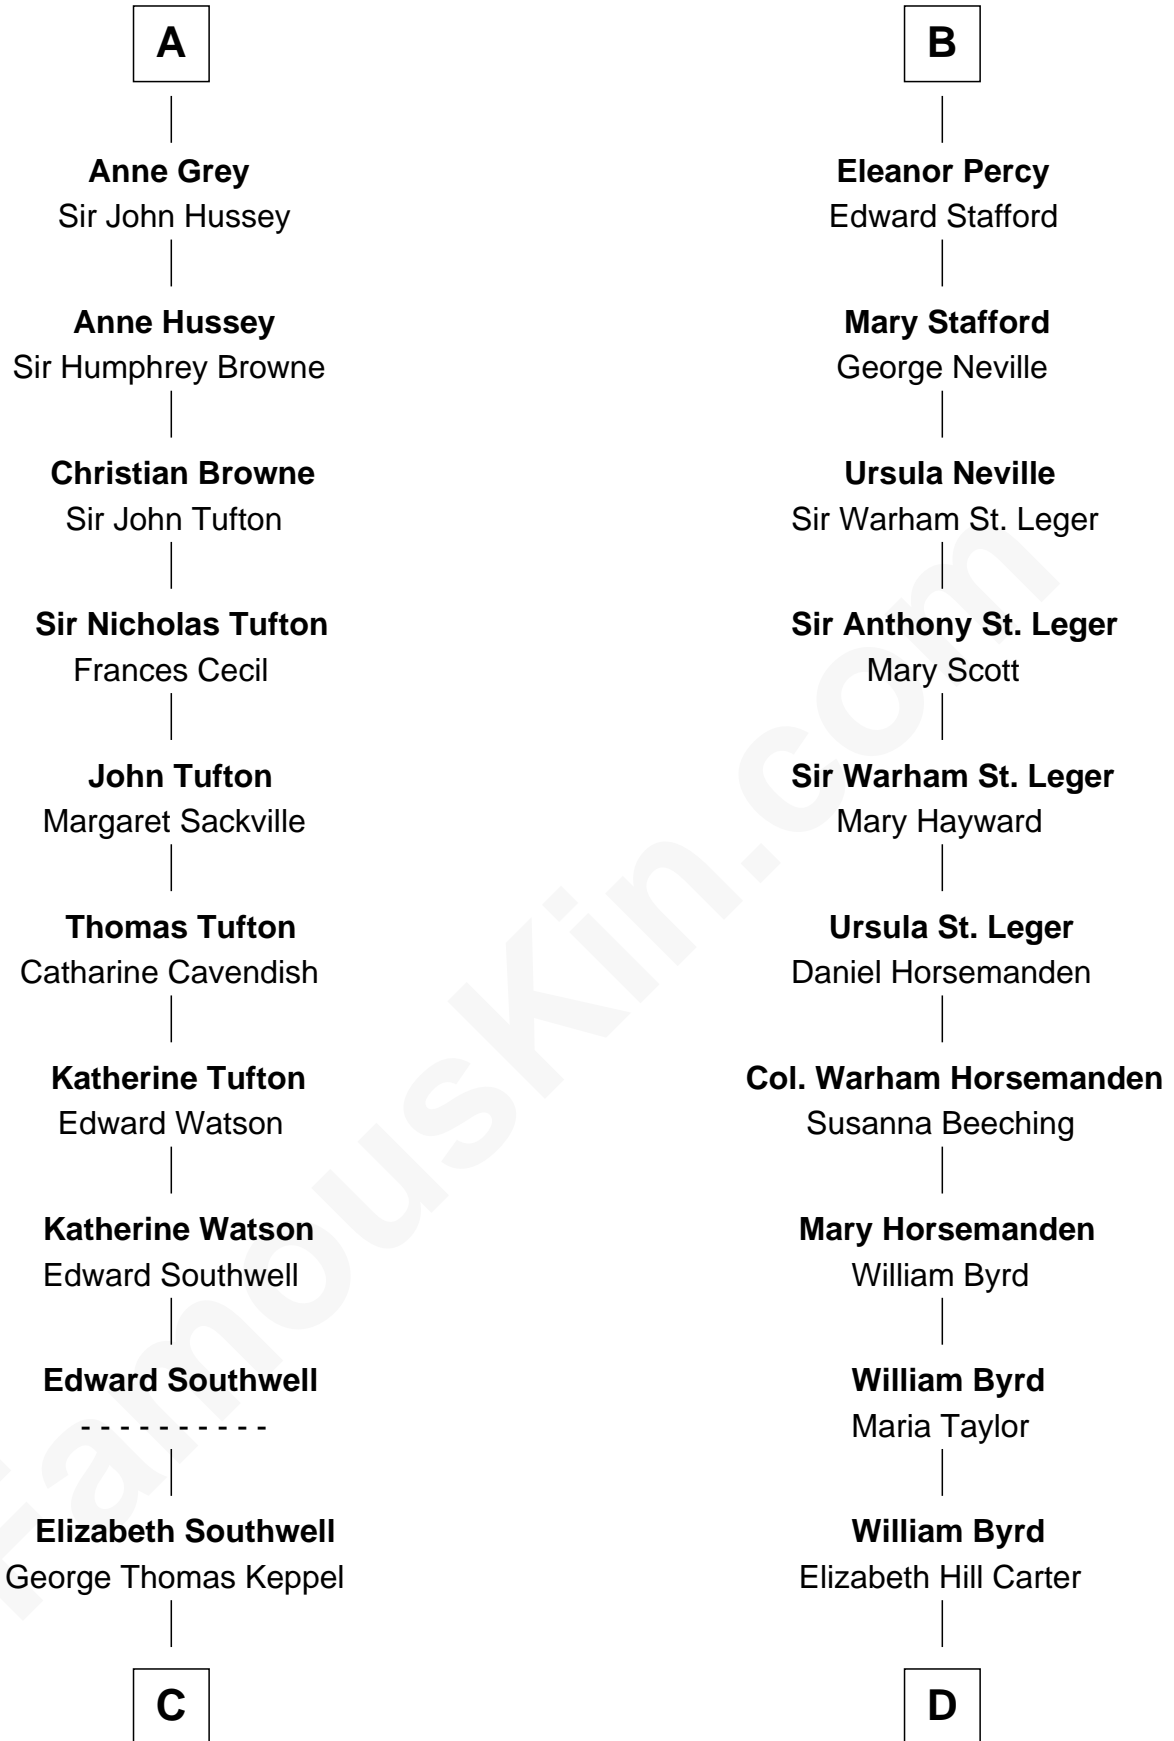 A
Anne Grey
Sir John Hussey
Anne Hussey
Sir Humphrey Browne
Christian Browne
Sir John Tufton
Sir Nicholas Tufton
Frances Cecil
John Tufton
Margaret Sackville
Thomas Tufton
Catharine Cavendish
Katherine Tufton
Edward Watson
Katherine Watson
Edward Southwell
Edward Southwell
- - - - - - - - - -
Elizabeth Southwell
George Thomas Keppel
C
B
Eleanor Percy
Edward Stafford
Mary Stafford
George Neville
Ursula Neville
Sir Warham St. Leger
Sir Anthony St. Leger
Mary Scott
Sir Warham St. Leger
Mary Hayward
Ursula St. Leger
Daniel Horsemanden
Col. Warham Horsemanden
Susanna Beeching
Mary Horsemanden
William Byrd
William Byrd
Maria Taylor
William Byrd
Elizabeth Hill Carter
D
FamousKin.com